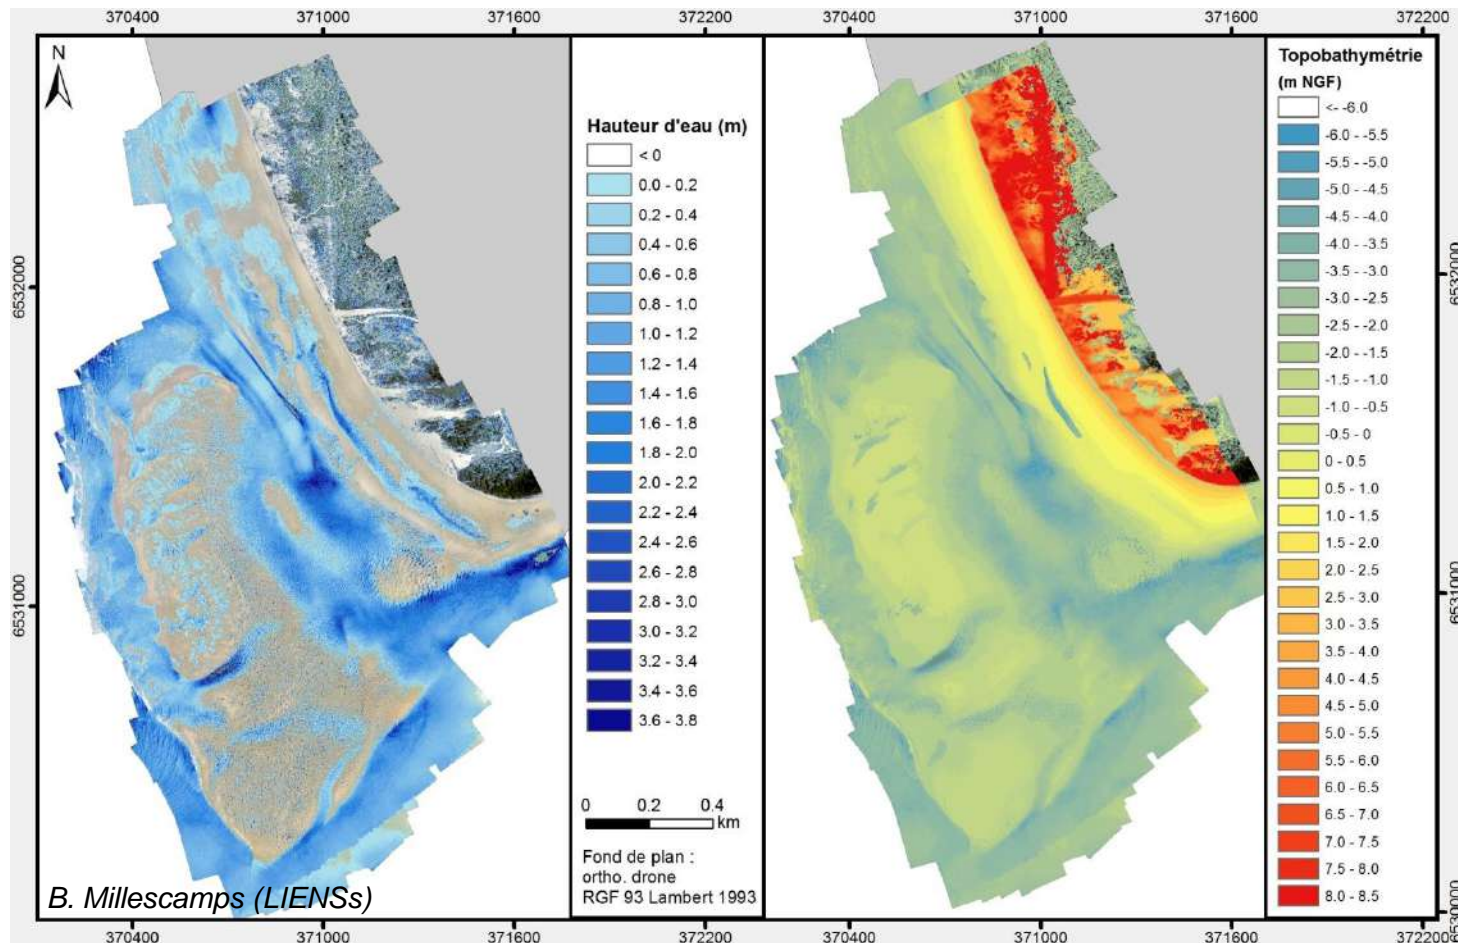 370400 371000 371600 372200 370400 371000 371600 372200
N
6532000
6531000
Hauteur d'eau (m)
< 0
0.0 - 0.2
0.2 - 0.4
0.4 - 0.6
0.6 - 0.8
0.8 - 1.0
1.0 - 1.2
1.2 - 1.4
1.4 - 1.6
1.6 - 1.8
1.8 - 2.0
2.0 - 2.2
2.2 - 2.4
2.4 - 2.6
2.6 - 2.8
2.8 - 3.0
3.0 - 3.2
3.2 - 3.4
3.4 - 3.6
3.6 - 3.8
0 0.2 0.4
km
Fond de plan :
ortho. drone
RGF 93 Lambert 1993
B. Millescamps (LIENSs)
Topobathymétrie
(m NGF)
<- -6.0
-6.0 - -5.5
-5.5 - -5.0
-5.0 - -4.5
-4.5 - -4.0
-4.0 - -3.5
-3.5 - -3.0
-3.0 - -2.5
-2.5 - -2.0
-2.0 - -1.5
-1.5 - -1.0
-1.0 - -0.5
-0.5 - 0
0 - 0.5
0.5 - 1.0
1.0 - 1.5
1.5 - 2.0
2.0 - 2.5
2.5 - 3.0
3.0 - 3.5
3.5 - 4.0
4.0 - 4.5
4.5 - 5.0
5.0 - 5.5
5.5 - 6.0
6.0 - 6.5
6.5 - 7.0
7.0 - 7.5
7.5 - 8.0
8.0 - 8.5
6532000
6531000
6530000
370400 371000 371600 372200 370400 371000 371600 372200